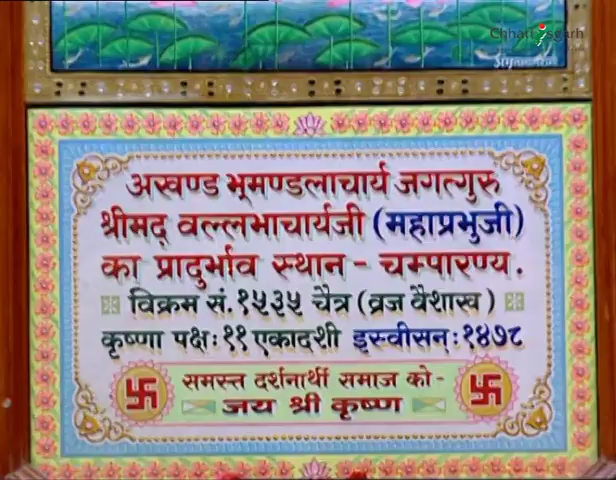 Chhattisgarh
अखण्ड भूमण्डलाचार्य जगत्गुरु
श्रीमद् वल्लभाचार्यजी (महाप्रभुजी)
का प्रादुर्भाव स्थान - चम्पारण्य.
विक्रम सं. १५३५ चैत्र (व्रज वैशाख)
कृष्णा पक्ष: ११ एकादशी इस्वीसन: १४७८
समस्त दर्शनार्थी समाज को-
जय श्री कृष्ण